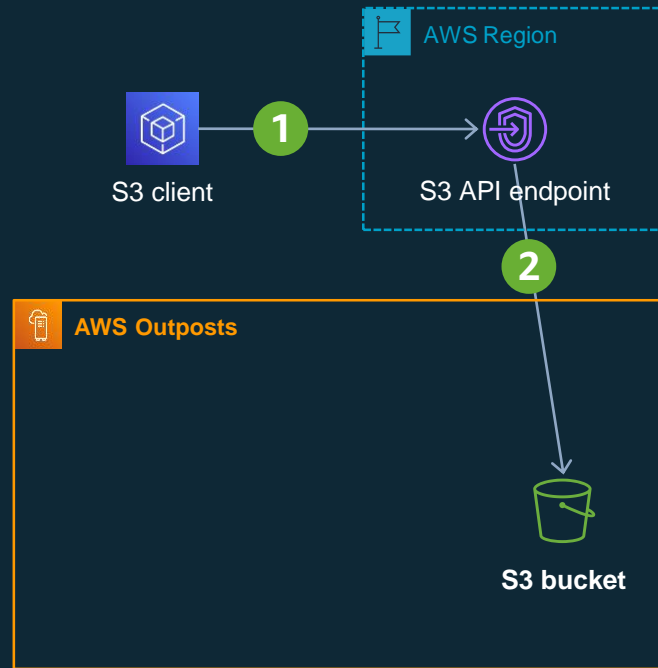 AWS Region
1
S3 client
S3 API endpoint
2
AWS Outposts
S3 bucket